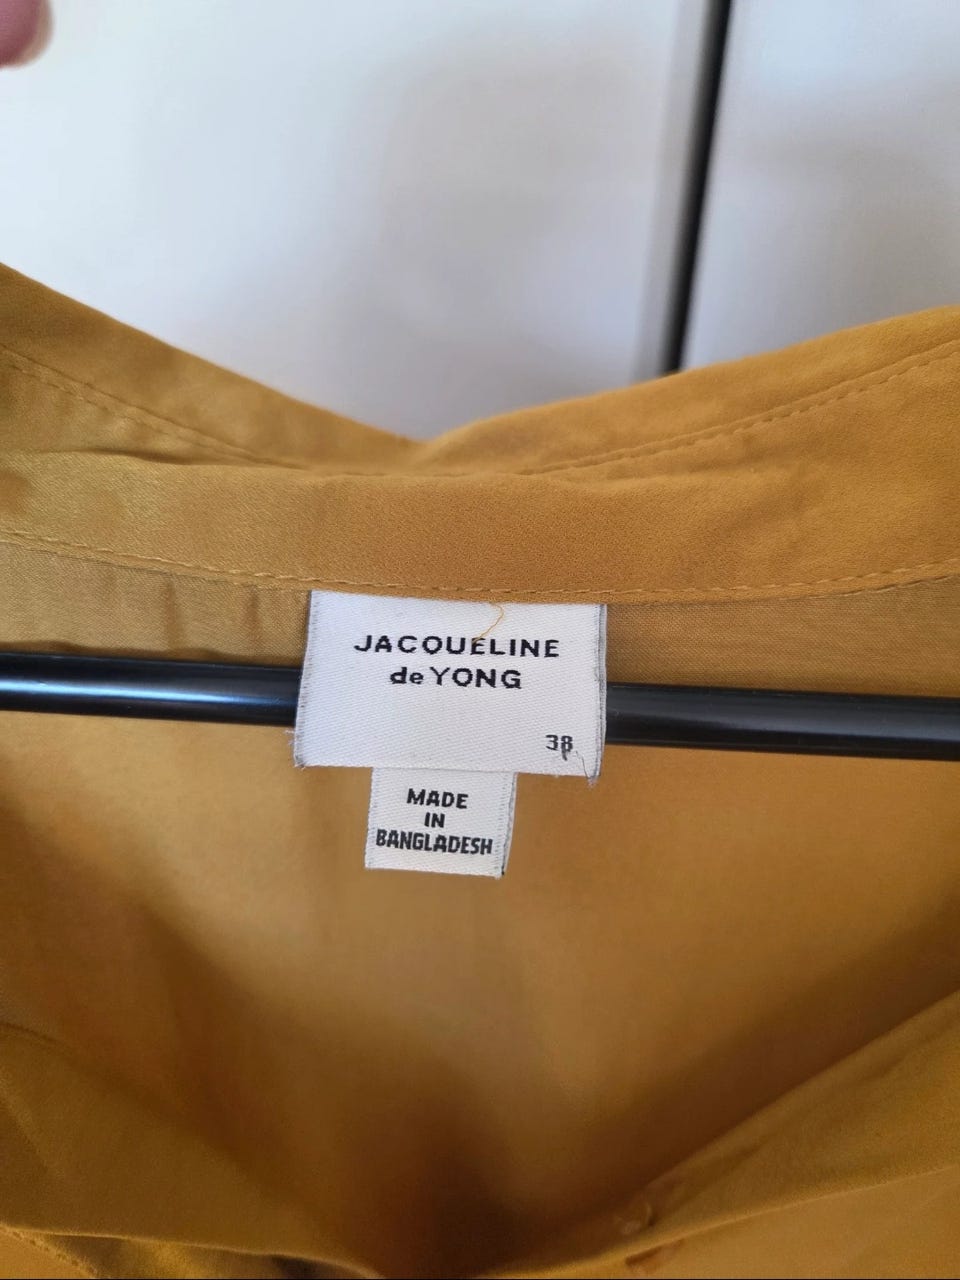 JACQUELINE
de YONG
38
MADE
IN
BANGLADESH